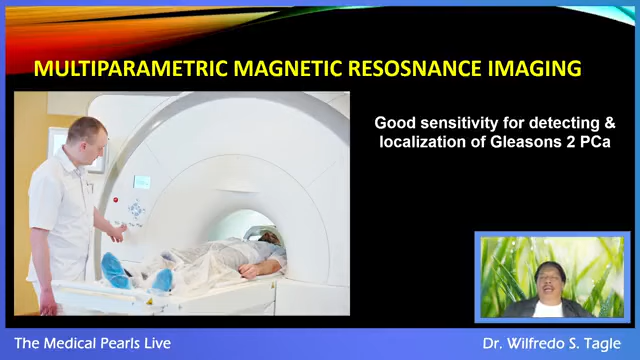 MULTIPARAMETRIC MAGNETIC RESOSNANCE IMAGING
Good sensitivity for detecting &
localization of Gleasons 2 PCa
The Medical Pearls Live
Dr. Wilfredo S. Tagle